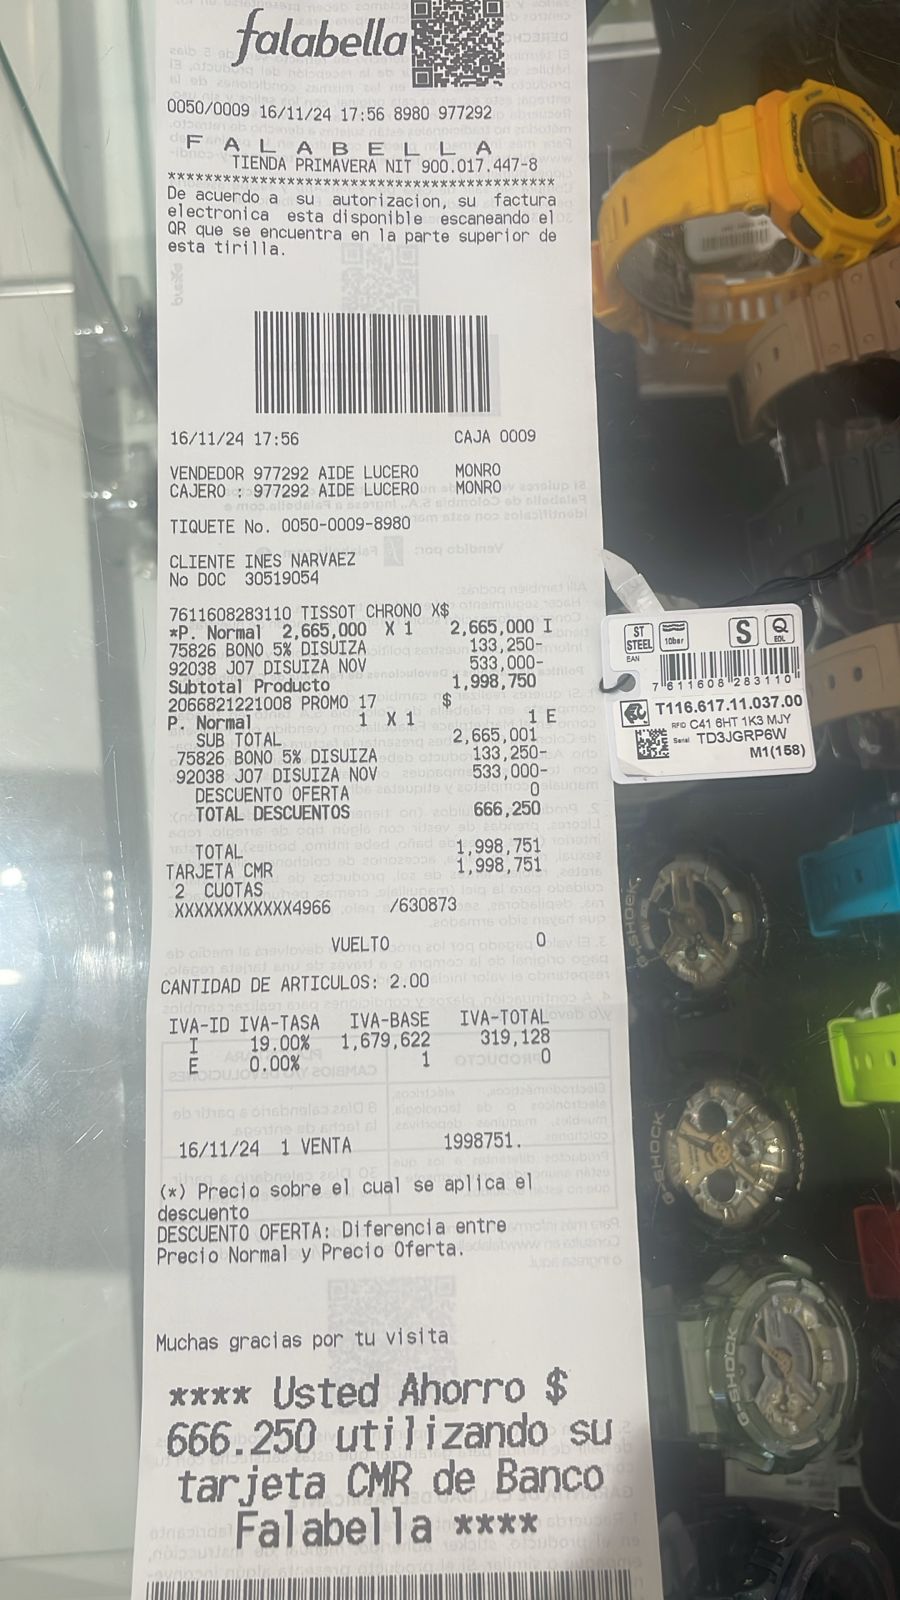 falabella
0050/0009 16/11/24 17:56 8980 977292
F A L A B E L L A
TIENDA PRIMAVERA NIT 900.017.447-8
******************************************
De acuerdo a su autorizacion, su factura
electronica esta disponible escaneando el
QR que se encuentra en la parte superior de
esta tirilla.
16/11/24 17:56 CAJA 0009
VENDEDOR 977292 AIDE LUCERO MONRO
CAJERO : 977292 AIDE LUCERO MONRO
TIQUETE No. 0050-0009-8980
CLIENTE INES NARVAEZ
No DOC 30519054
7611608283110 TISSOT CHRONO X$
*P. Normal 2,665,000 X 1 2,665,000 I
75826 BONO 5% DISUIZA 133,250-
92038 J07 DISUIZA NOV 533,000-
Subtotal Producto 1,998,750
2066821221008 PROMO 17 $
P. Normal 1 X 1 1 E
SUB TOTAL 2,665,001
75826 BONO 5% DISUIZA 133,250-
92038 J07 DISUIZA NOV 533,000-
DESCUENTO OFERTA 0
TOTAL DESCUENTOS 666,250
TOTAL 1,998,751
TARJETA CMR 1,998,751
2 CUOTAS
XXXXXXXXXXXX4966 /630873
VUELTO 0
CANTIDAD DE ARTICULOS: 2.00
IVA-ID IVA-TASA IVA-BASE IVA-TOTAL
I 19.00% 1,679,622 319,128
E 0.00% 1 0
16/11/24 1 VENTA 1998751.
(*) Precio sobre el cual se aplica el
descuento
DESCUENTO OFERTA: Diferencia entre
Precio Normal y Precio Oferta.
Muchas gracias por tu visita
**** Usted Ahorro $
666.250 utilizando su
tarjeta CMR de Banco
Falabella ****
ST STEEL
10bar
S
Q
EOL
EAN
7 611608 283110
T116.617.11.037.00
RFID C41 6HT 1K3 MJY
Serial TD3JGRP6W
M1(158)
G-SHOCK
G-SHOCK
G-SHOCK